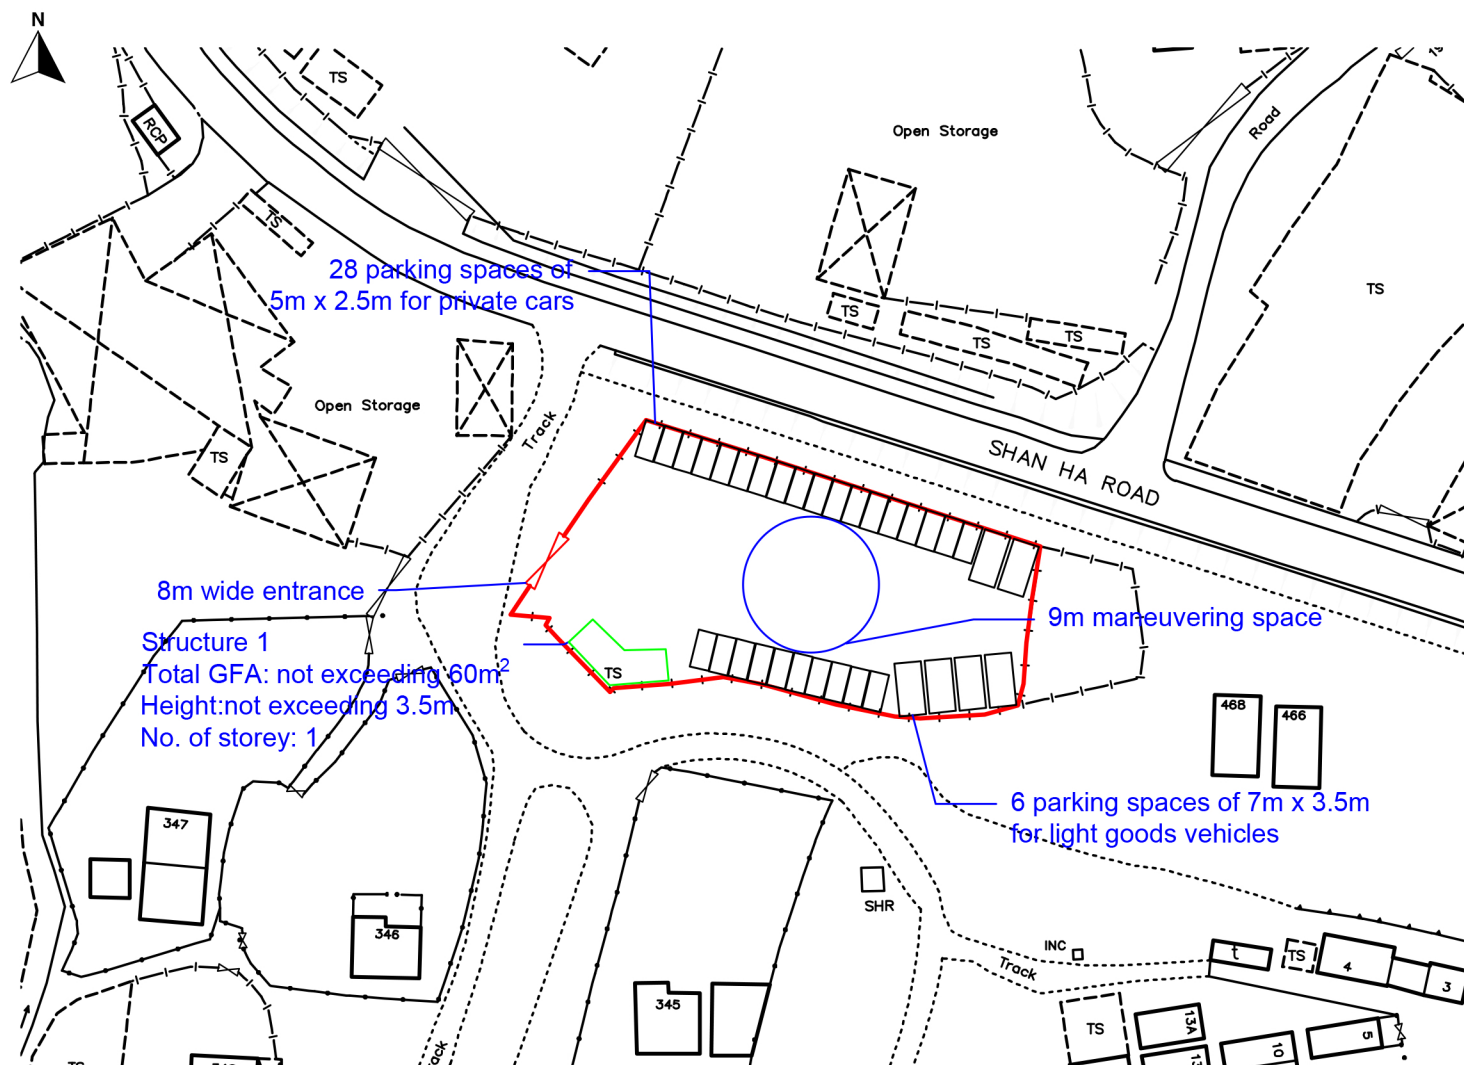 N
TS
RCP
Open Storage
Road
TS
28 parking spaces of
5m x 2.5m for private cars
TS
TS
TS
TS
Open Storage
Track
TS
SHAN HA ROAD
8m wide entrance
9m maneuvering space
Structure 1
Total GFA: not exceeding 60m²
Height:not exceeding 3.5m
No. of storey: 1
TS
468
466
6 parking spaces of 7m x 3.5m
for light goods vehicles
347
346
SHR
INC
Track
t
TS
4
3
345
TS
13A
10
5